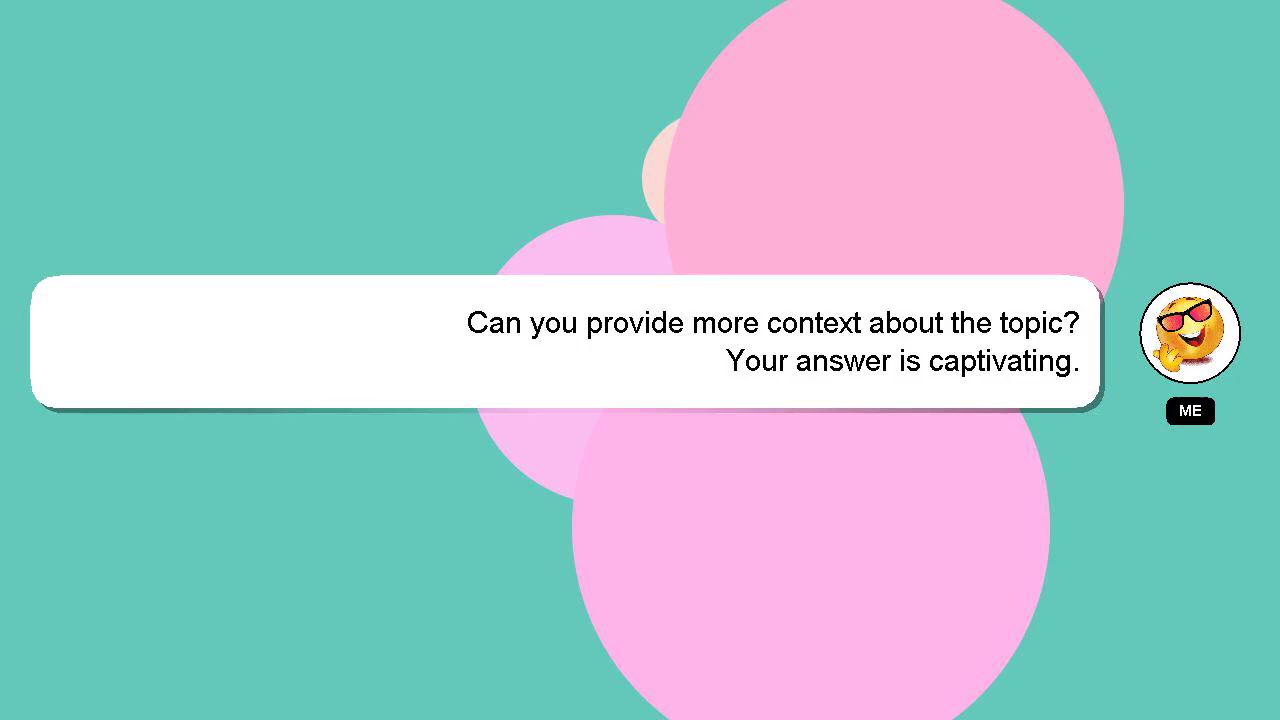 Can you provide more context about the topic?
Your answer is captivating.
ME